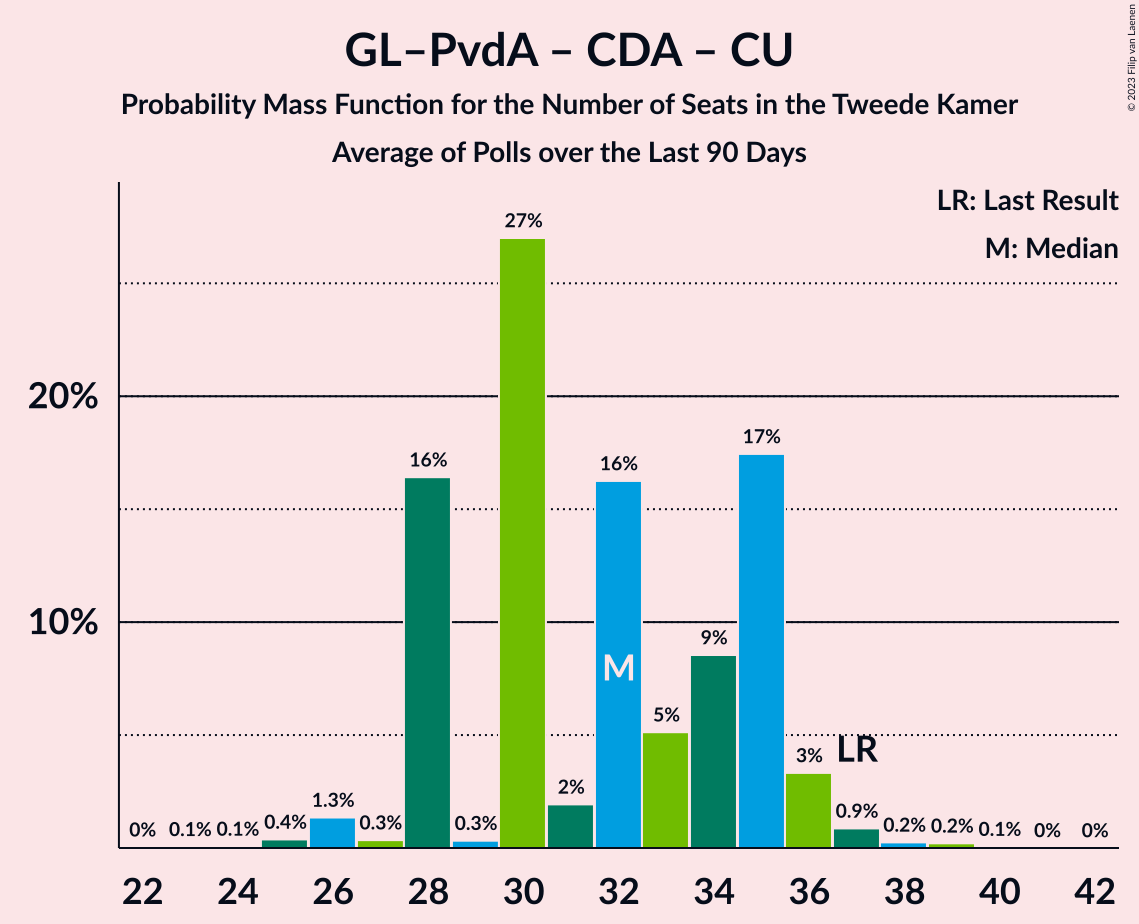 GL–PvdA – CDA – CU
Probability Mass Function for the Number of Seats in the Tweede Kamer
Average of Polls over the Last 90 Days
© 2023 Filip van Laenen
LR: Last Result
M: Median
27%
20%
17%
16%
16%
10%
9%
M
5%
LR
3%
2%
1.3%
0.9%
0% 0.1% 0.1% 0.4% 0.3% 0.3% 0.2% 0.2% 0.1% 0% 0%
22 24 26 28 30 32 34 36 38 40 42